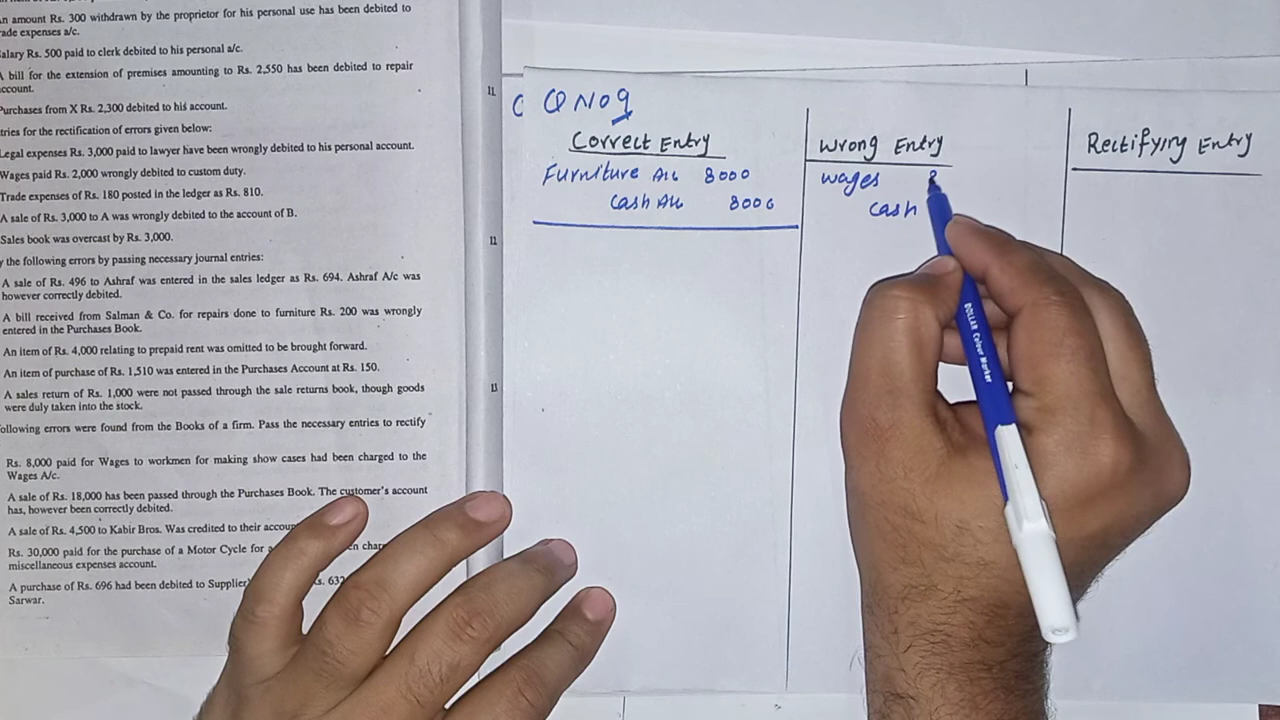 An amount Rs. 300 withdrawn by the proprietor for his personal use has been debited to
trade expenses a/c.
Salary Rs. 500 paid to clerk debited to his personal a/c.
A bill for the extension of premises amounting to Rs. 2,550 has been debited to repair
account.
Purchases from X Rs. 2,300 debited to his account.
tries for the rectification of errors given below:
Legal expenses Rs. 3,000 paid to lawyer have been wrongly debited to his personal account.
Wages paid Rs. 2,000 wrongly debited to custom duty.
Trade expenses of Rs. 180 posted in the ledger as Rs. 810.
A sale of Rs. 3,000 to A was wrongly debited to the account of B.
Sales book was overcast by Rs. 3,000.
y the following errors by passing necessary journal entries:
A sale of Rs. 496 to Ashraf was entered in the sales ledger as Rs. 694. Ashraf A/c was
however correctly debited.
A bill received from Salman & Co. for repairs done to furniture Rs. 200 was wrongly
entered in the Purchases Book.
An item of Rs. 4,000 relating to prepaid rent was omitted to be brought forward.
An item of purchase of Rs. 1,510 was entered in the Purchases Account at Rs. 150.
A sales return of Rs. 1,000 were not passed through the sale returns book, though goods
were duly taken into the stock.
ollowing errors were found from the Books of a firm. Pass the necessary entries to rectify
Rs. 8,000 paid for Wages to workmen for making show cases had been charged to the
Wages A/c.
A sale of Rs. 18,000 has been passed through the Purchases Book. The customer's account
has, however been correctly debited.
A sale of Rs. 4,500 to Kabir Bros. Was credited to their accoun
Rs. 30,000 paid for the purchase of a Motor Cycle for
miscellaneous expenses account.
A purchase of Rs. 696 had been debited to Supplier
Sarwar.
11
12
13
QNo9
Correct Entry
Furniture A/c 8000
Cash A/c 8000
Wrong Entry
Wages 8
Cash
Rectifying Entry
DOLLAR Colour Marker